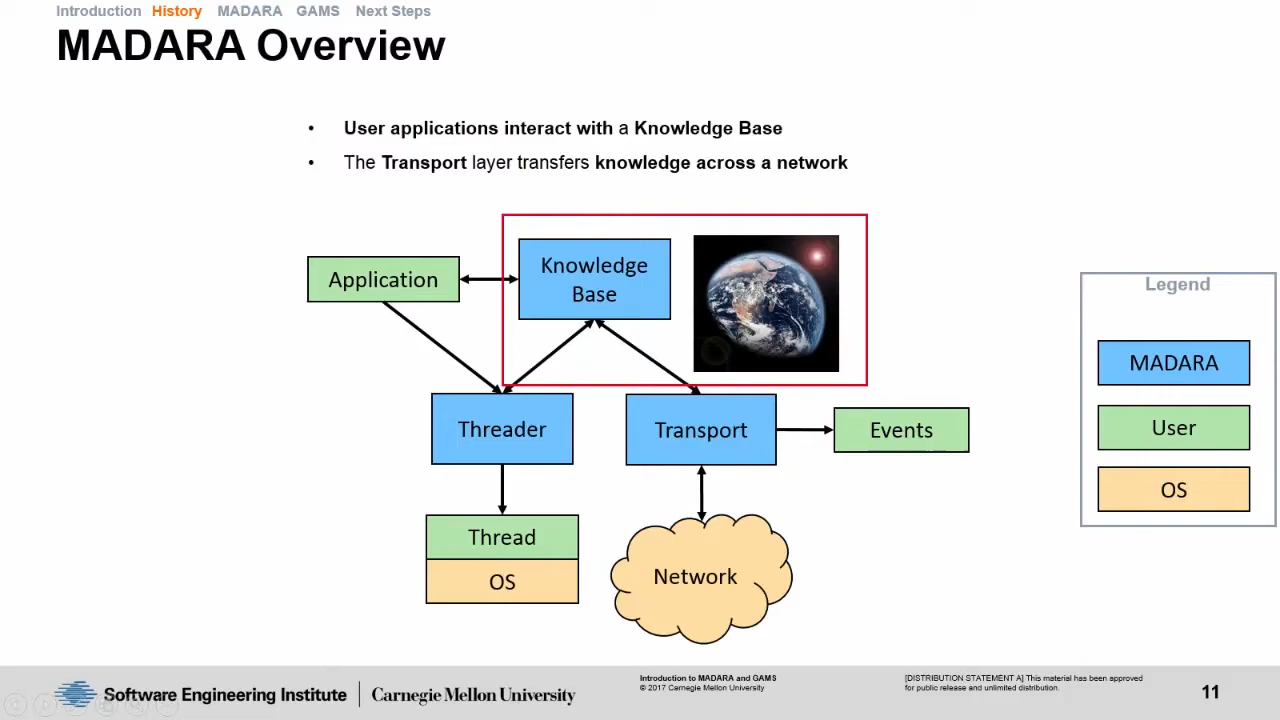 Introduction History MADARA GAMS Next Steps
MADARA Overview
• User applications interact with a Knowledge Base
• The Transport layer transfers knowledge across a network
Application
Knowledge
Base
Legend
MADARA
User
OS
Threader
Transport
Events
Thread
OS
Network
Software Engineering Institute | Carnegie Mellon University
Introduction to MADARA and GAMS
© 2017 Carnegie Mellon University
[DISTRIBUTION STATEMENT A] This material has been approved
for public release and unlimited distribution.
11